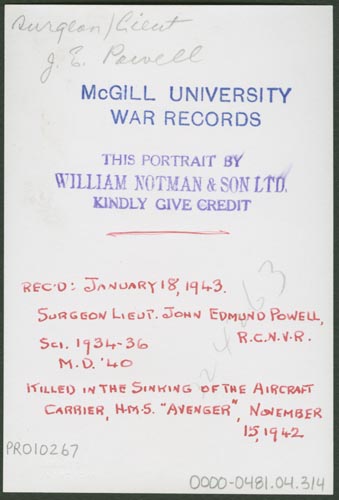 Surgeon/Lieut
J. E. Powell
McGILL UNIVERSITY
WAR RECORDS
THIS PORTRAIT BY
WILLIAM NOTMAN & SON LTD.
KINDLY GIVE CREDIT
REC'D: JANUARY 18, 1943.
SURGEON LIEUT. JOHN EDMUND POWELL,
R.C.N.V.R.
SCI. 1934-36
M.D. '40
KILLED IN THE SINKING OF THE AIRCRAFT
CARRIER, H.M.S. "AVENGER", NOVEMBER
15, 1942
PR010267
0000-0481.04.314